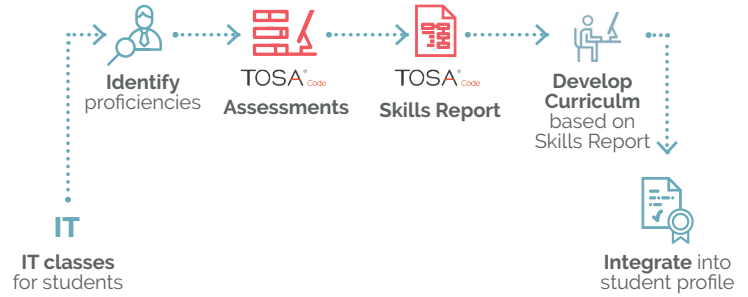 Identify
proficiencies
TOSA® Code
Assessments
TOSA® Code
Skills Report
Develop
Curriculm
based on
Skills Report
IT
IT classes
for students
Integrate into
student profile